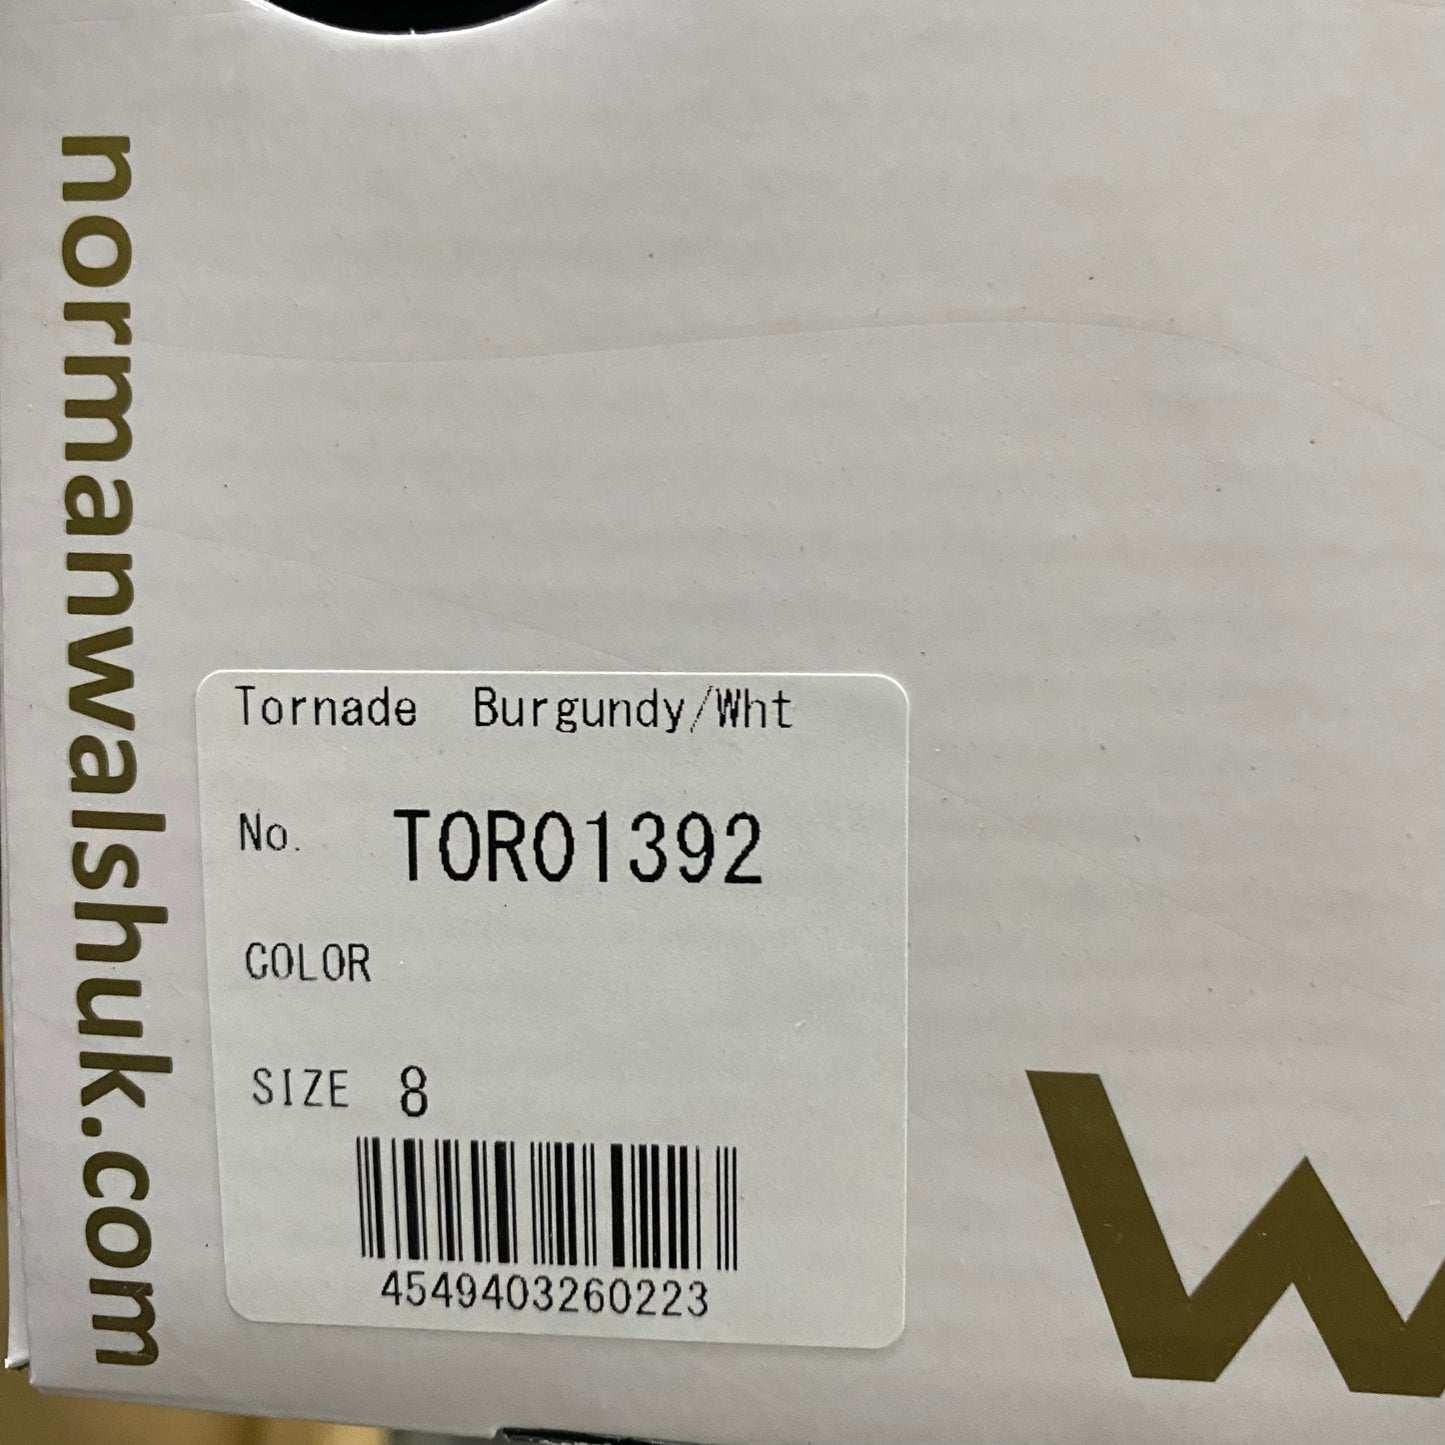 normanwalshuk.com
Tornade Burgundy/Wht
No. TOR01392
COLOR
SIZE 8
4549403260223
W